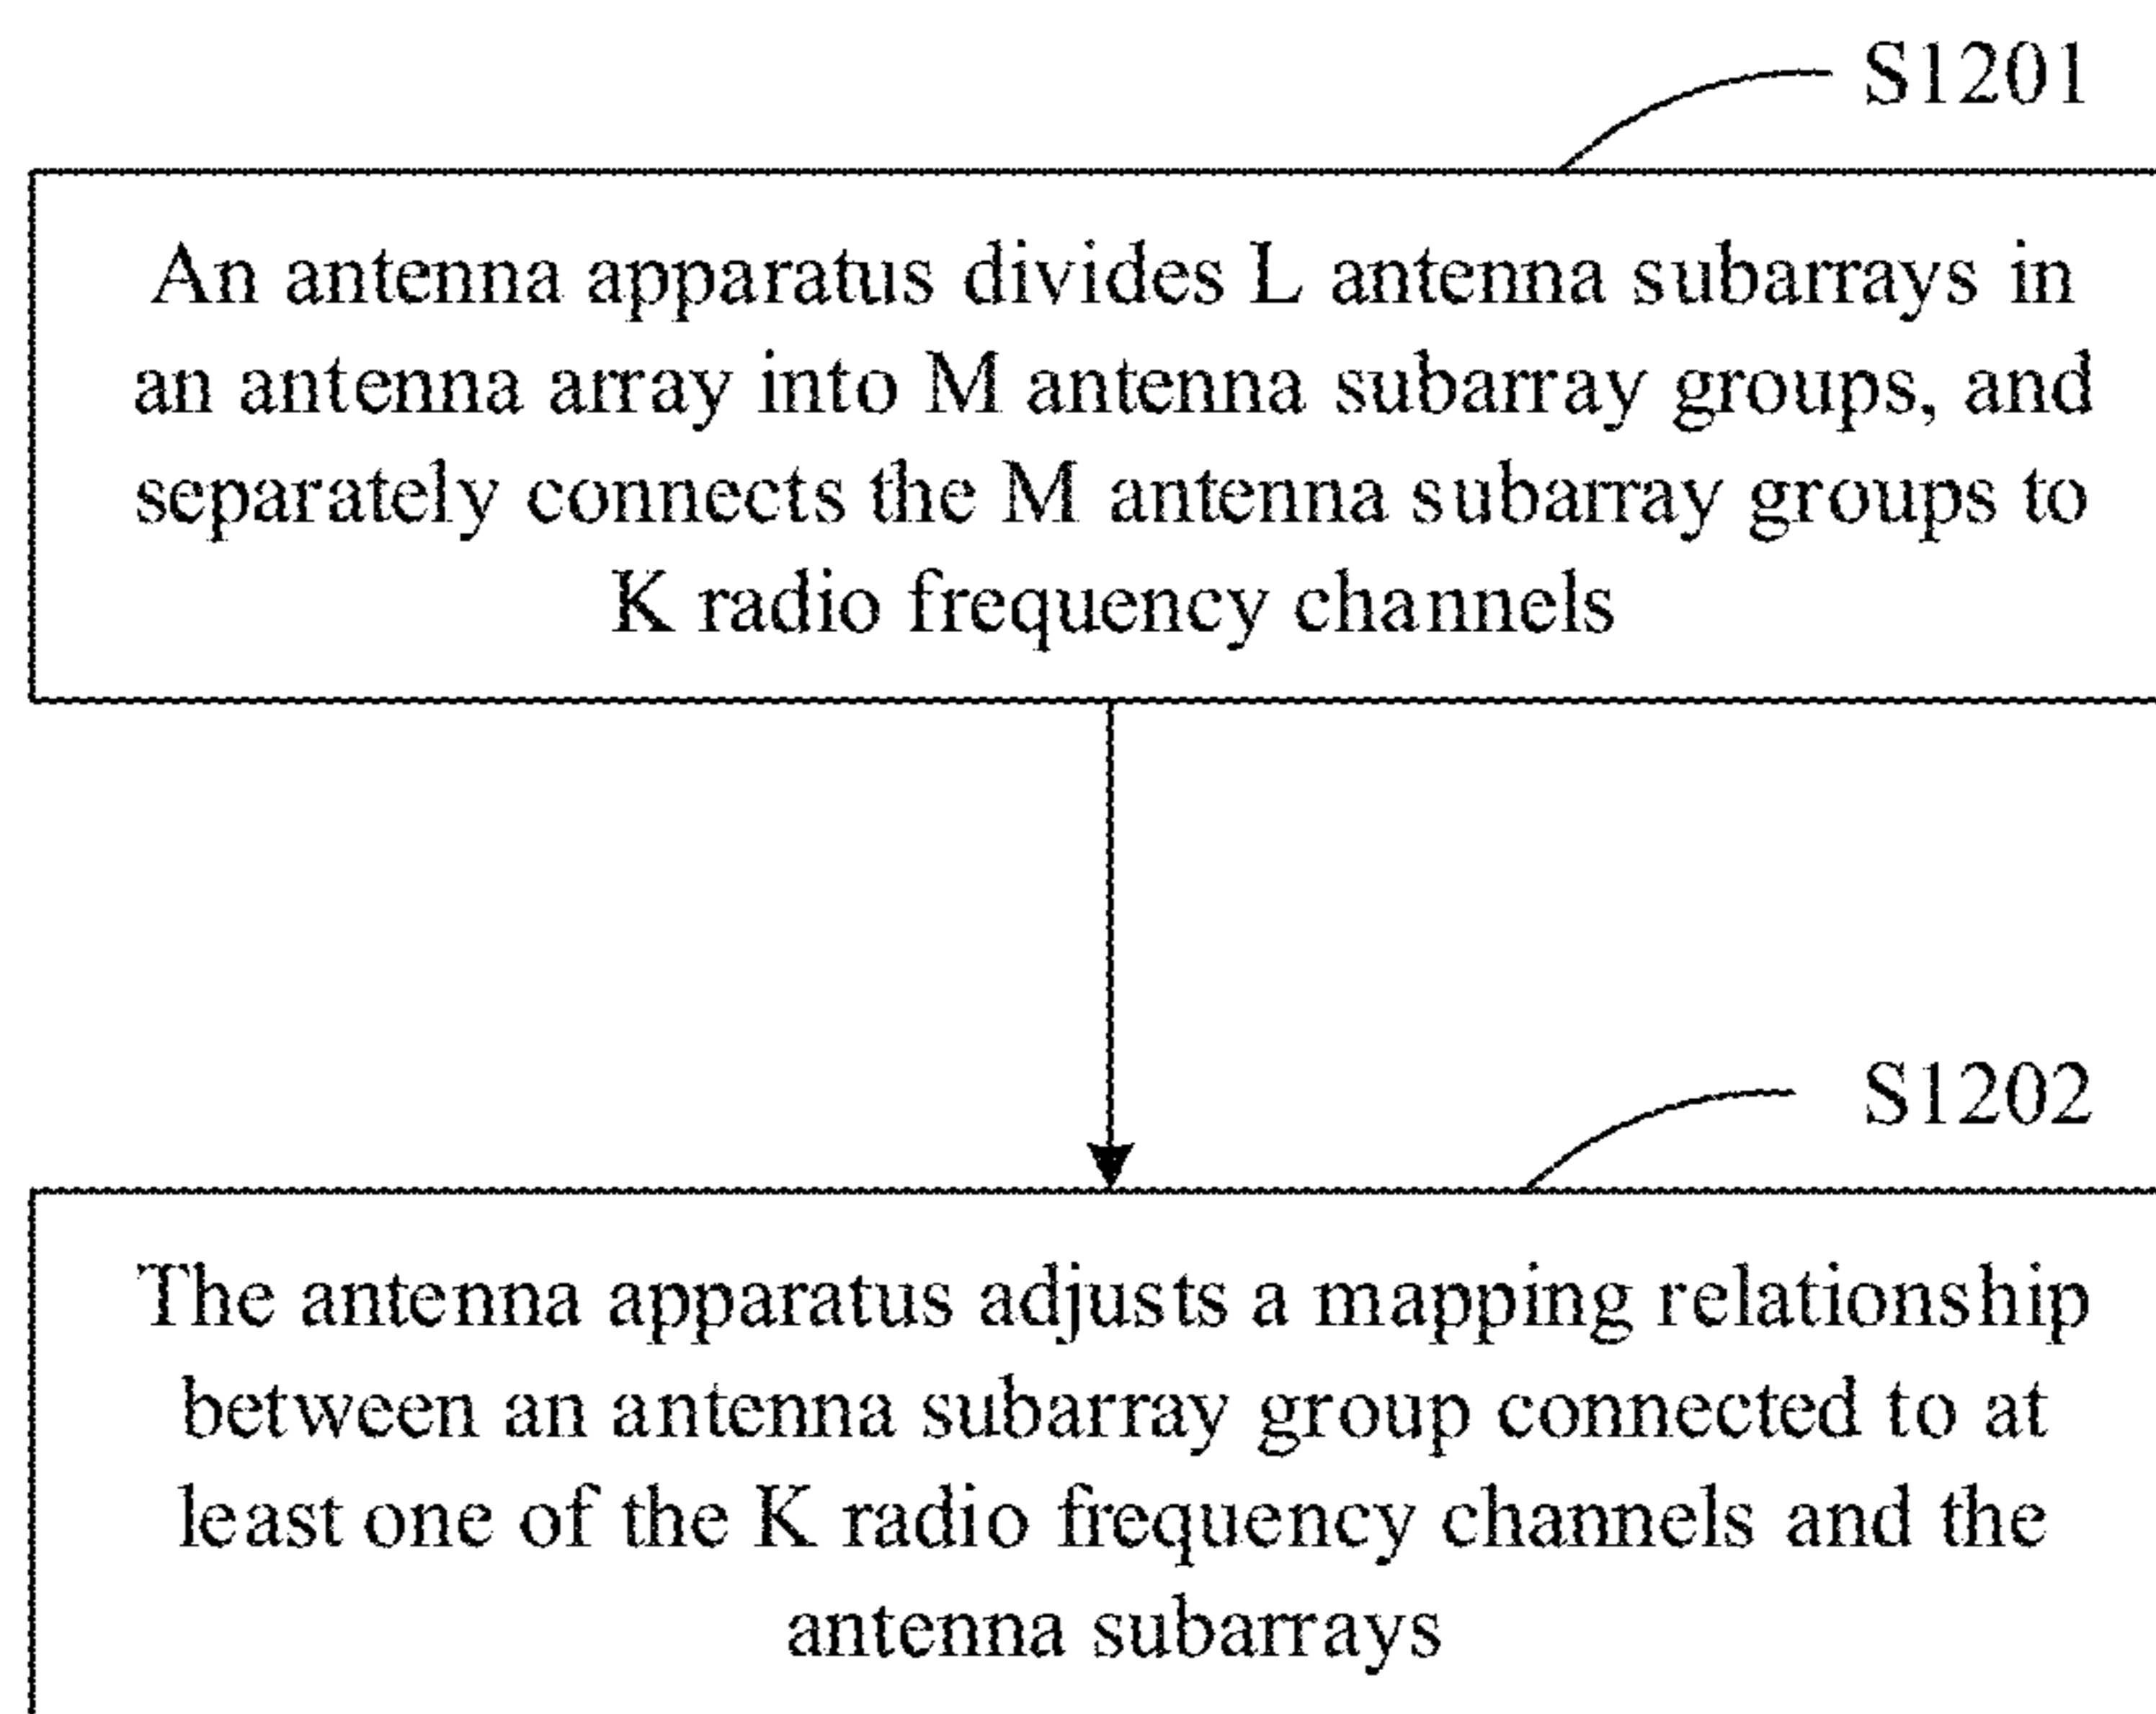 S1201
An antenna apparatus divides L antenna subarrays in
an antenna array into M antenna subarray groups, and
separately connects the M antenna subarray groups to
K radio frequency channels
S1202
The antenna apparatus adjusts a mapping relationship
between an antenna subarray group connected to at
least one of the K radio frequency channels and the
antenna subarrays